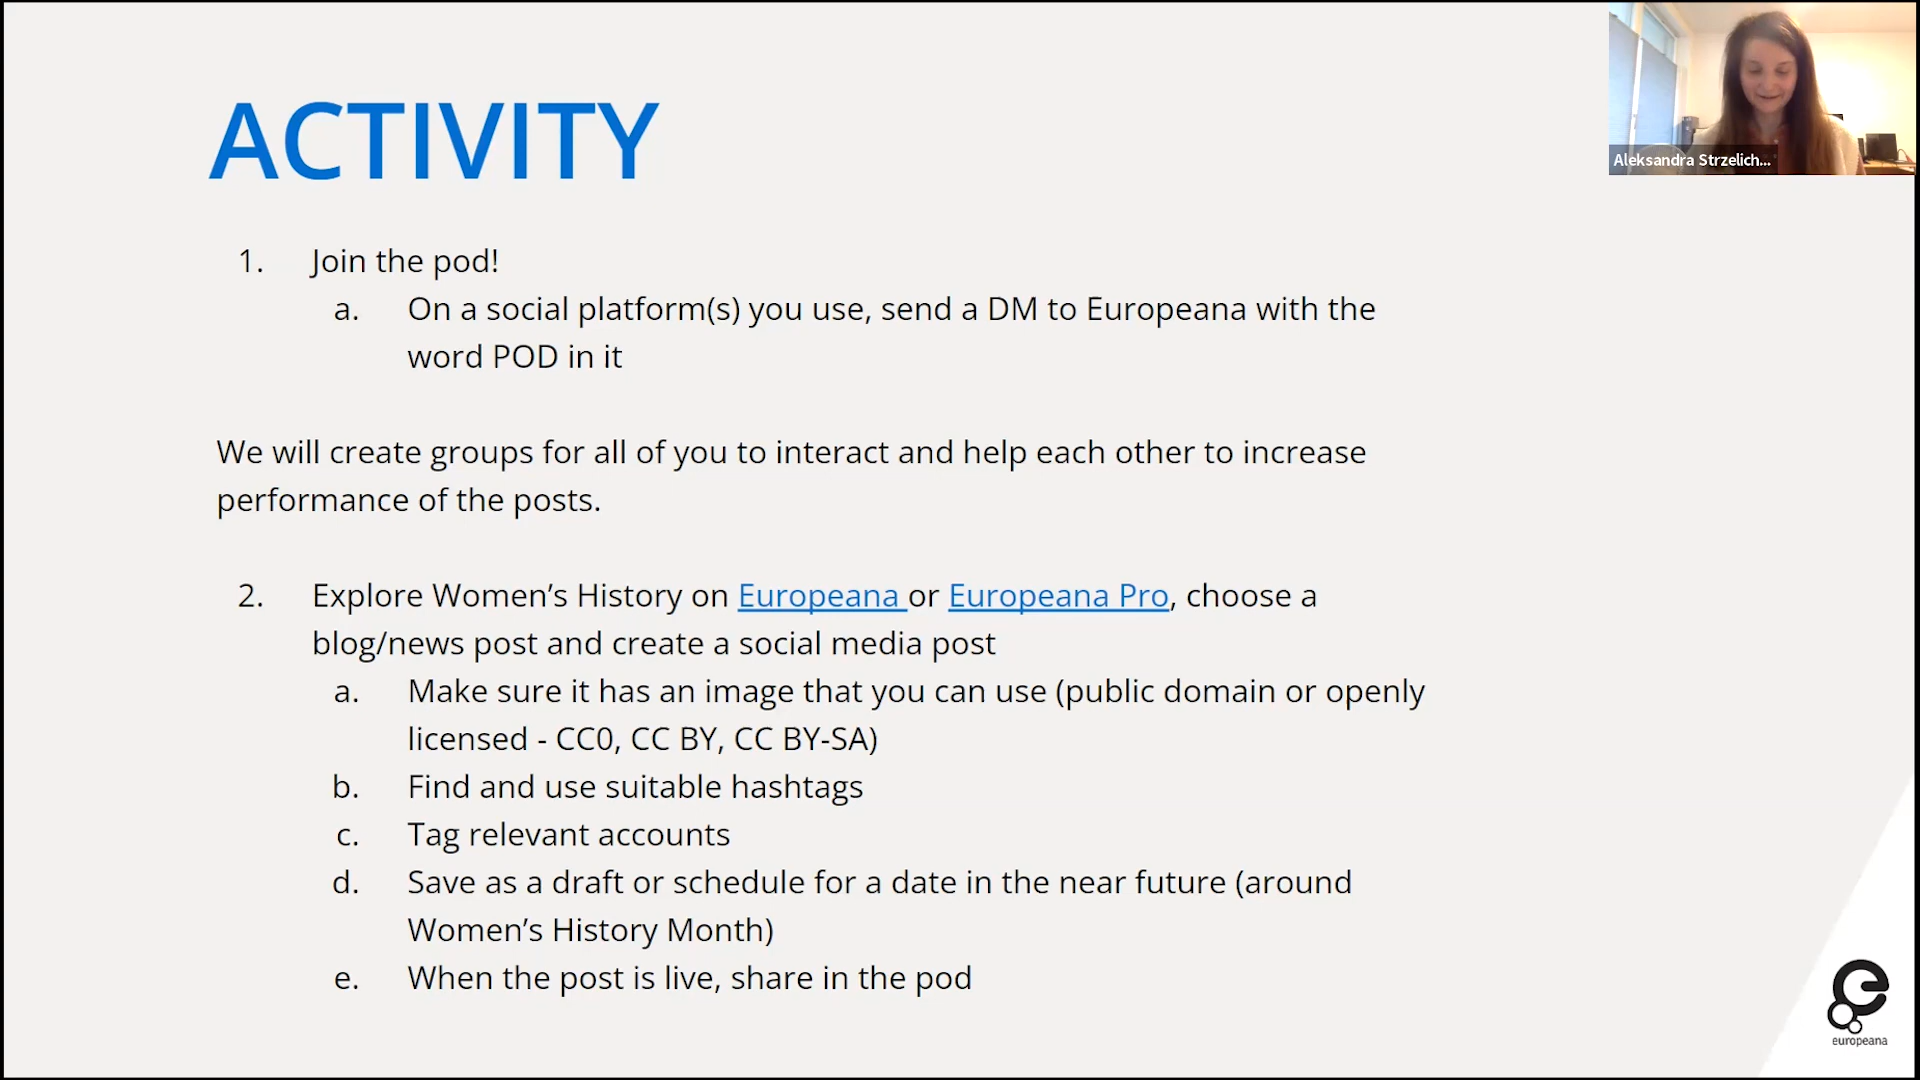 ACTIVITY
Aleksandra Strzelich...
1. Join the pod!
a. On a social platform(s) you use, send a DM to Europeana with the
word POD in it
We will create groups for all of you to interact and help each other to increase
performance of the posts.
2. Explore Women’s History on Europeana or Europeana Pro, choose a
blog/news post and create a social media post
a. Make sure it has an image that you can use (public domain or openly
licensed - CC0, CC BY, CC BY-SA)
b. Find and use suitable hashtags
c. Tag relevant accounts
d. Save as a draft or schedule for a date in the near future (around
Women’s History Month)
e. When the post is live, share in the pod
europeana